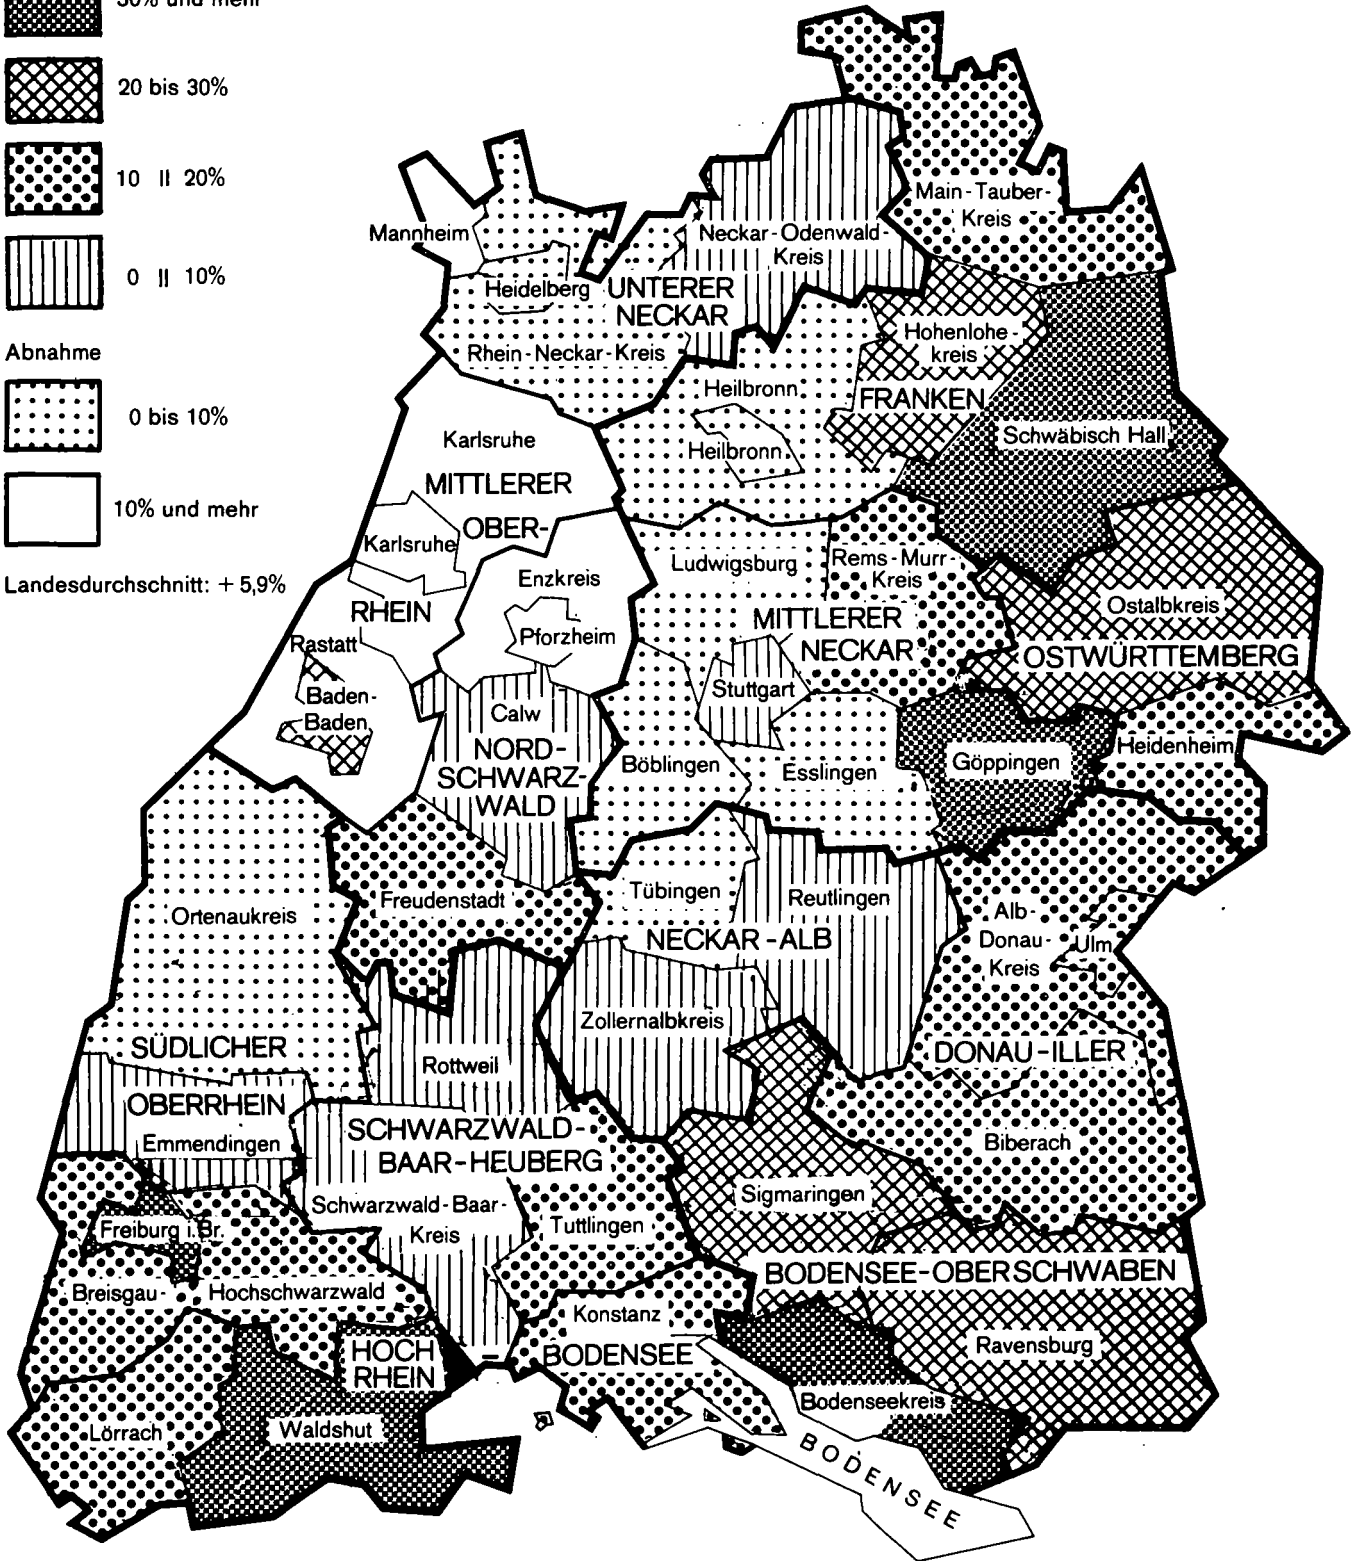 30% und mehr
20 bis 30%
10 " 20%
0 " 10%
Abnahme
0 bis 10%
10% und mehr
Landesdurchschnitt: + 5,9%
Main-Tauber-
Kreis
Mannheim
Neckar-Odenwald-
Kreis
Heidelberg
UNTERER
NECKAR
Rhein-Neckar-Kreis
Hohenlohe-
kreis
Heilbronn
FRANKEN
Karlsruhe
Heilbronn
Schwäbisch Hall
MITTLERER
OBER-
Karlsruhe
RHEIN
Enzkreis
Pforzheim
Ludwigsburg
Rems-Murr-
Kreis
MITTLERER
NECKAR
Ostalbkreis
OSTWÜRTTEMBERG
Rastatt
Baden-
Baden
Stuttgart
Calw
NORD-
SCHWARZ-
WALD
Böblingen
Esslingen
Göppingen
Heidenheim
Ortenaukreis
Freudenstadt
Tübingen
Reutlingen
NECKAR-ALB
Alb-
Donau-
Kreis
Ulm
Zollernalbkreis
SÜDLICHER
OBERRHEIN
Rottweil
DONAU-ILLER
Emmendingen
SCHWARZWALD-
BAAR-HEUBERG
Biberach
Schwarzwald-Baar-
Kreis
Sigmaringen
Tuttlingen
Freiburg i.Br.
Breisgau-
Hochschwarzwald
BODENSEE-OBERSCHWABEN
Konstanz
BODENSEE
HOCH
RHEIN
Ravensburg
Bodenseekreis
Lörrach
Waldshut
BODENSEE